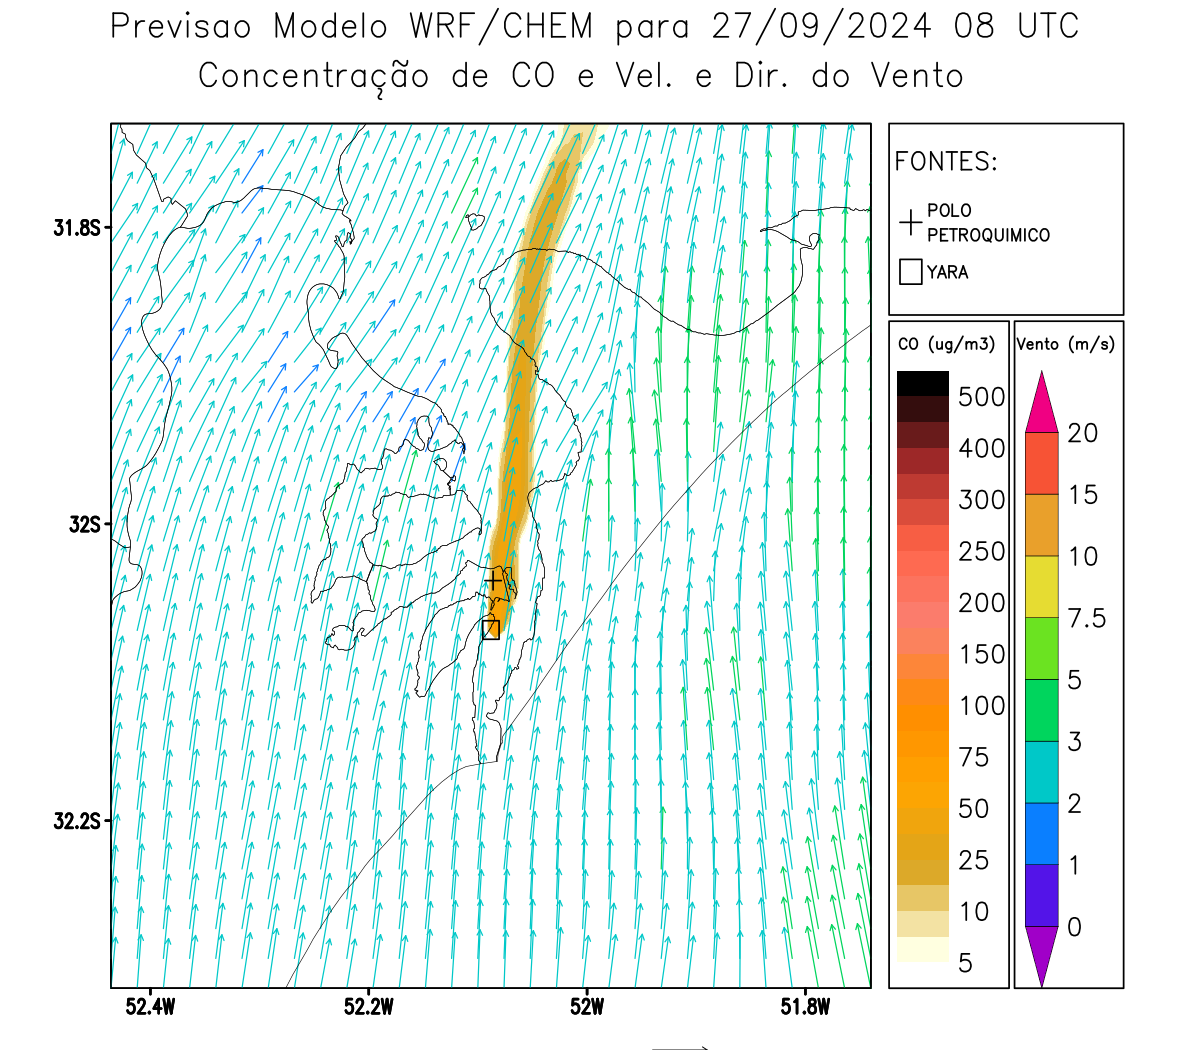 Previsao Modelo WRF/CHEM para 27/09/2024 08 UTC
Concentração de CO e Vel. e Dir. do Vento
FONTES:
POLO
PETROQUIMICO
YARA
31.8S
32S
32.2S
52.4W
52.2W
52W
51.8W
CO (ug/m3)
500
400
300
250
200
150
100
75
50
25
10
5
Vento (m/s)
20
15
10
7.5
5
3
2
1
0